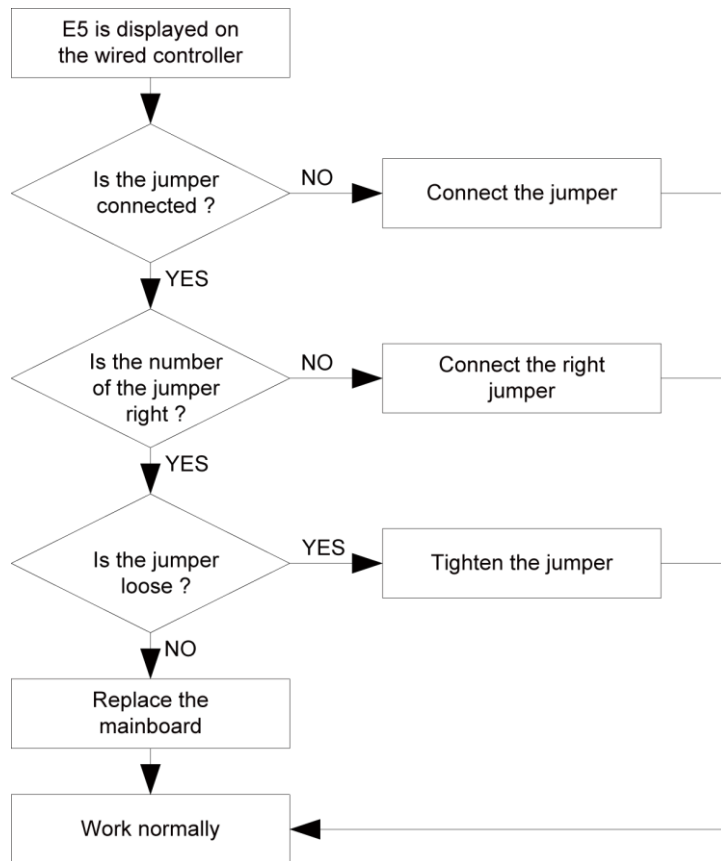 E5 is displayed on
the wired controller
Is the jumper
connected ?
NO
Connect the jumper
YES
Is the number
of the jumper
right ?
NO
Connect the right
jumper
YES
Is the jumper
loose ?
YES
Tighten the jumper
NO
Replace the
mainboard
Work normally